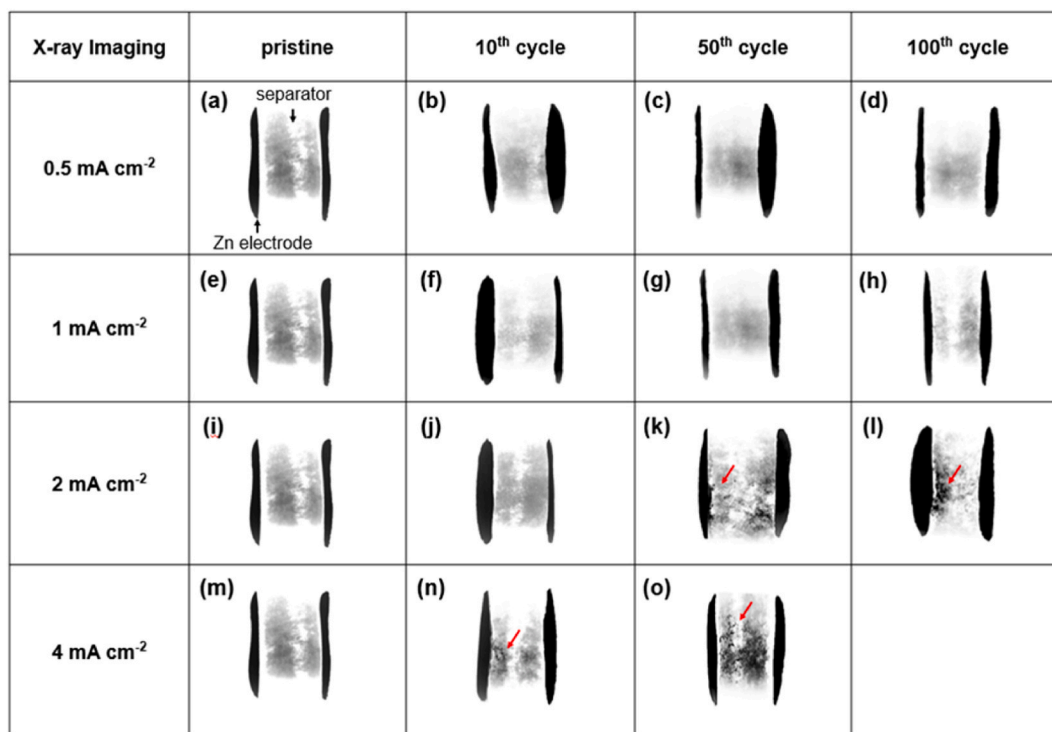 X-ray Imaging pristine 10th cycle 50th cycle 100th cycle
(a) (b) (c) (d)
separator
0.5 mA cm-2
Zn electrode
(e) (f) (g) (h)
1 mA cm-2
(i) (j) (k) (l)
2 mA cm-2
(m) (n) (o)
4 mA cm-2